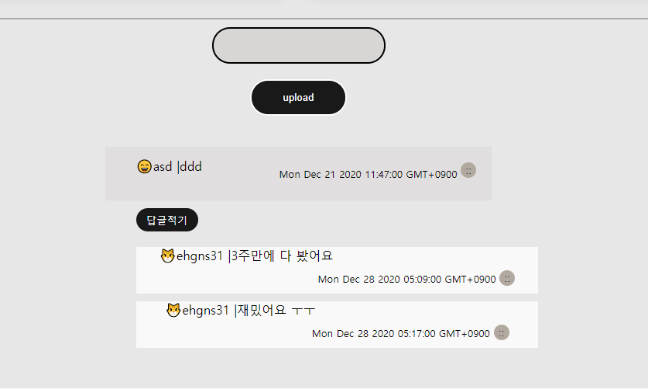 upload
😄asd |ddd
Mon Dec 21 2020 11:47:00 GMT+0900
답글적기
😼ehgns31 |3주만에 다 봤어요
Mon Dec 28 2020 05:09:00 GMT+0900
😼ehgns31 |재밌어요 ㅜㅜ
Mon Dec 28 2020 05:17:00 GMT+0900